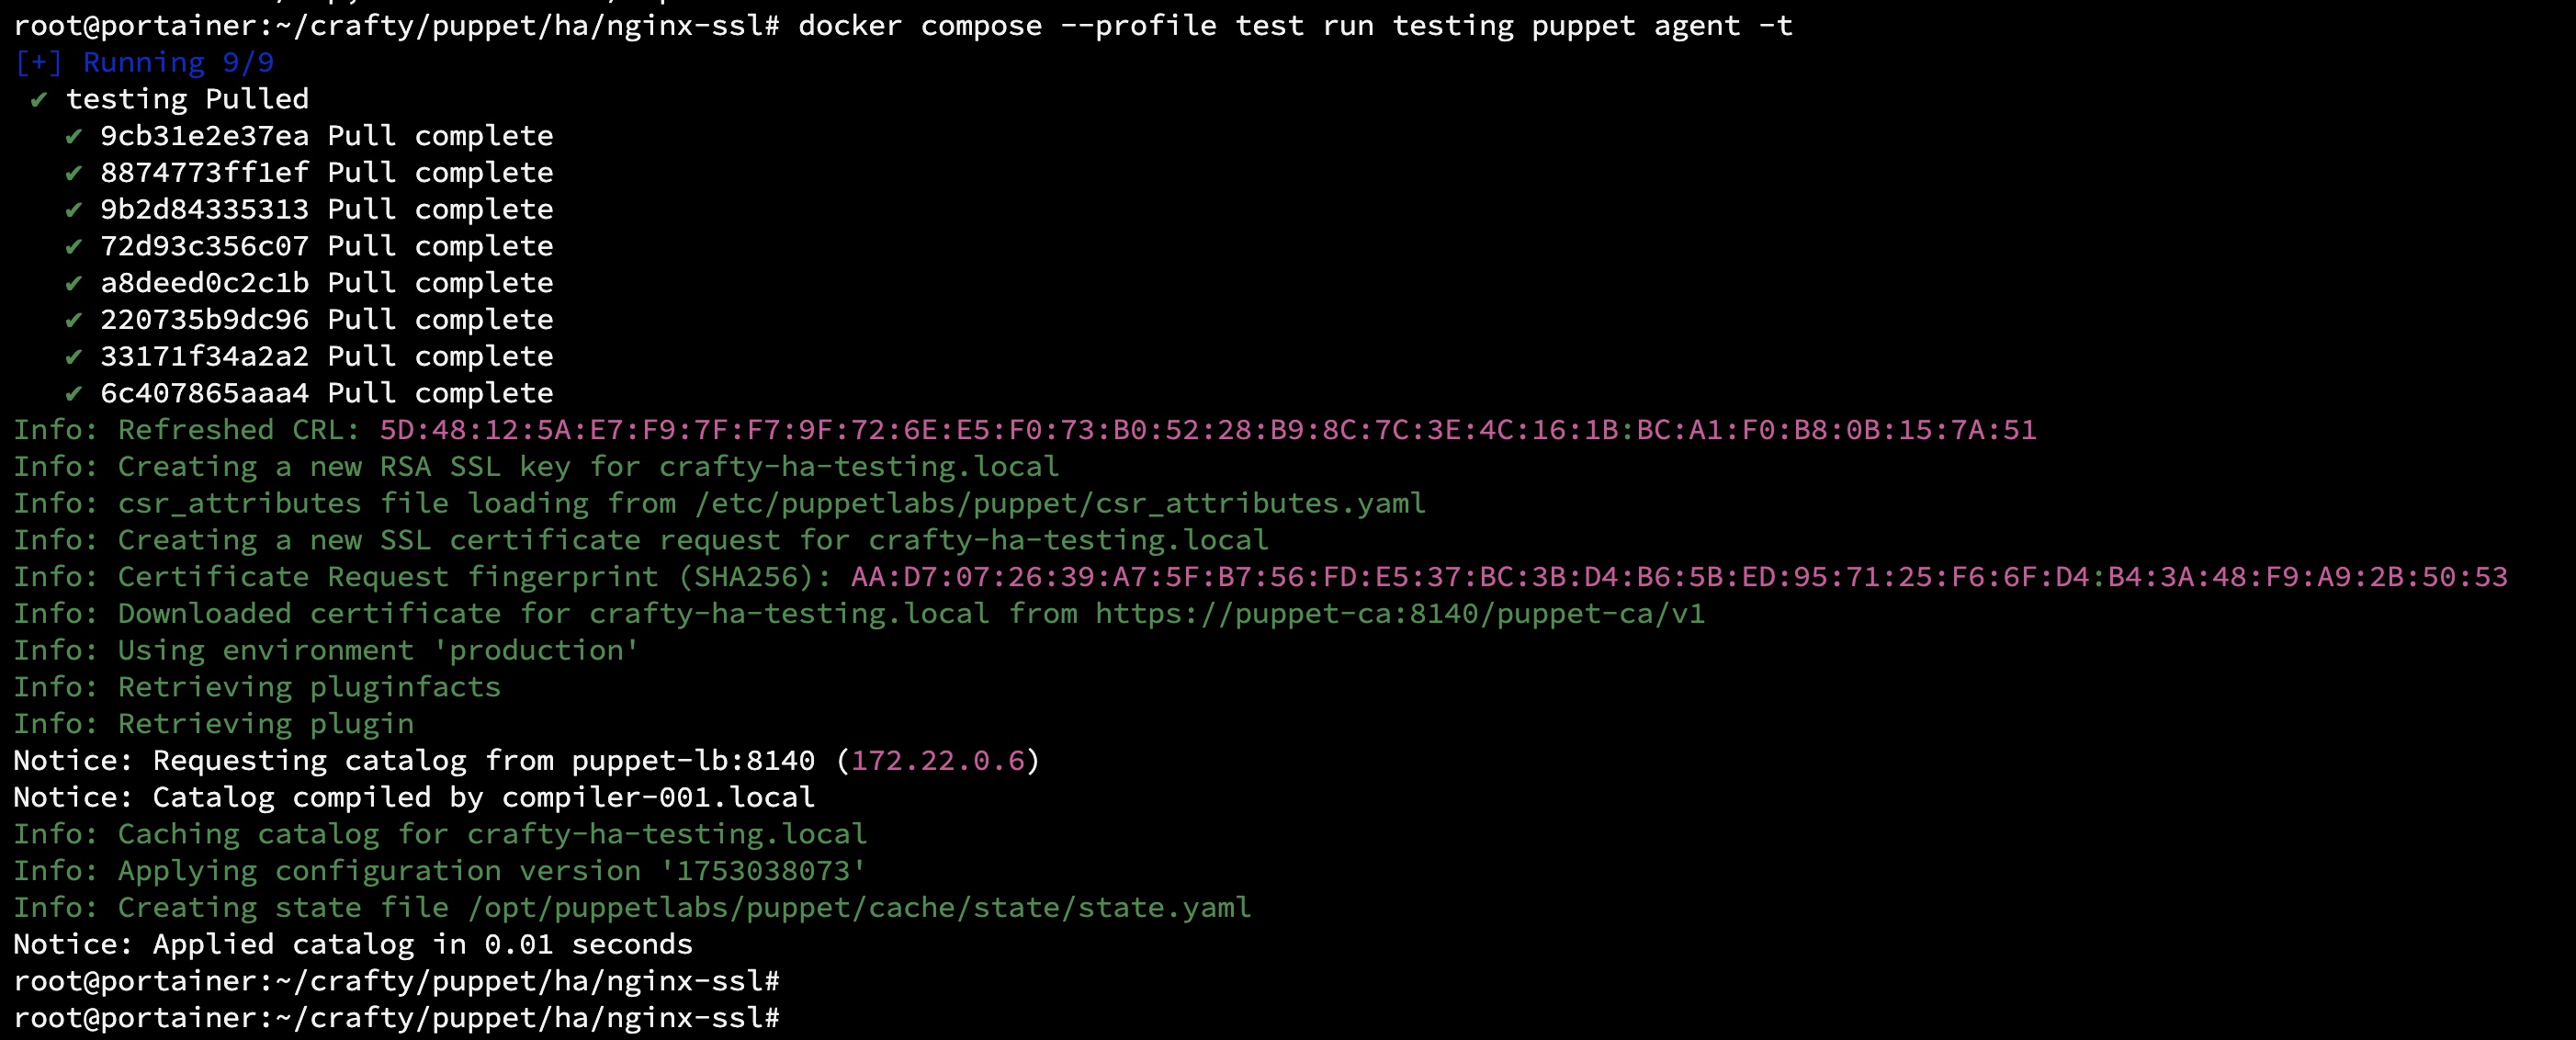 root@portainer:~/crafty/puppet/ha/nginx-ssl# docker compose --profile test run testing puppet agent -t
[+] Running 9/9
✔ testing Pulled
✔ 9cb31e2e37ea Pull complete
✔ 8874773ff1ef Pull complete
✔ 9b2d84335313 Pull complete
✔ 72d93c356c07 Pull complete
✔ a8deed0c2c1b Pull complete
✔ 220735b9dc96 Pull complete
✔ 33171f34a2a2 Pull complete
✔ 6c407865aaa4 Pull complete
Info: Refreshed CRL: 5D:48:12:5A:E7:F9:7F:F7:9F:72:6E:E5:F0:73:B0:52:28:B9:8C:7C:3E:4C:16:1B:BC:A1:F0:B8:0B:15:7A:51
Info: Creating a new RSA SSL key for crafty-ha-testing.local
Info: csr_attributes file loading from /etc/puppetlabs/puppet/csr_attributes.yaml
Info: Creating a new SSL certificate request for crafty-ha-testing.local
Info: Certificate Request fingerprint (SHA256): AA:D7:07:26:39:A7:5F:B7:56:FD:E5:37:BC:3B:D4:B6:5B:ED:95:71:25:F6:6F:D4:B4:3A:48:F9:A9:2B:50:53
Info: Downloaded certificate for crafty-ha-testing.local from https://puppet-ca:8140/puppet-ca/v1
Info: Using environment 'production'
Info: Retrieving pluginfacts
Info: Retrieving plugin
Notice: Requesting catalog from puppet-lb:8140 (172.22.0.6)
Notice: Catalog compiled by compiler-001.local
Info: Caching catalog for crafty-ha-testing.local
Info: Applying configuration version '1753038073'
Info: Creating state file /opt/puppetlabs/puppet/cache/state/state.yaml
Notice: Applied catalog in 0.01 seconds
root@portainer:~/crafty/puppet/ha/nginx-ssl#
root@portainer:~/crafty/puppet/ha/nginx-ssl#